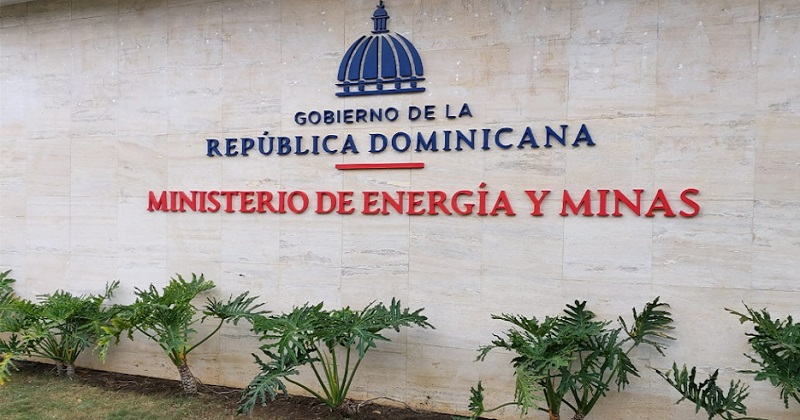 GOBIERNO DE LA
REPÚBLICA DOMINICANA
MINISTERIO DE ENERGÍA Y MINAS